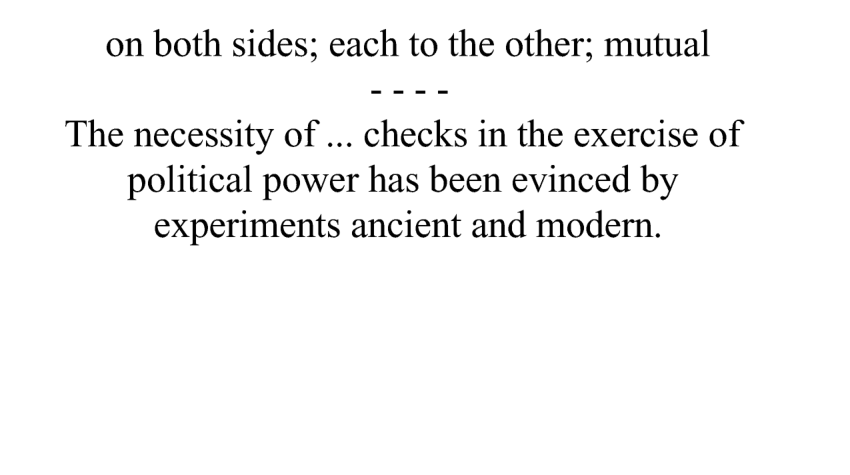 on both sides; each to the other; mutual
- - - -
The necessity of ... checks in the exercise of
political power has been evinced by
experiments ancient and modern.